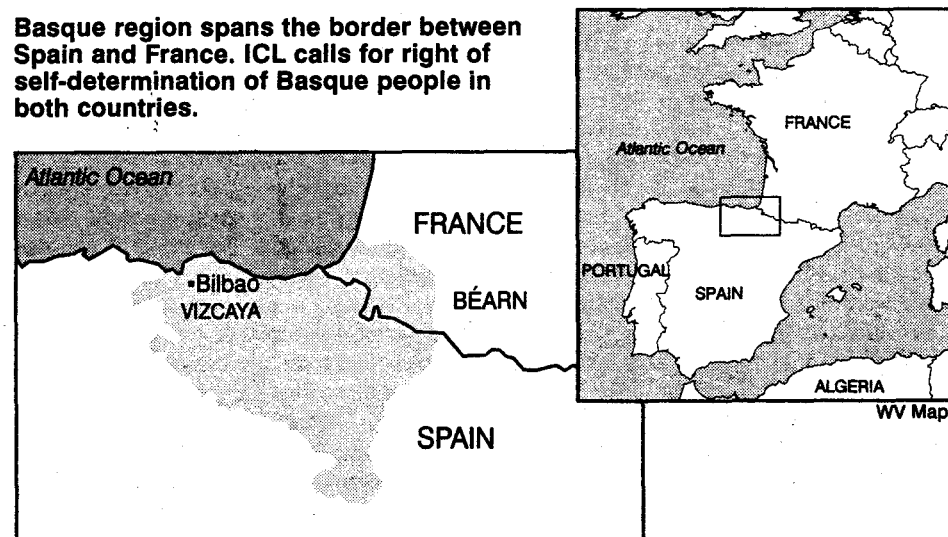 Basque region spans the border between
Spain and France. ICL calls for right of
self-determination of Basque people in
both countries.
Atlantic Ocean
FRANCE
Bilbao
VIZCAYA
BÉARN
SPAIN
FRANCE
Atlantic Ocean
PORTUGAL
SPAIN
ALGERIA
WV Map